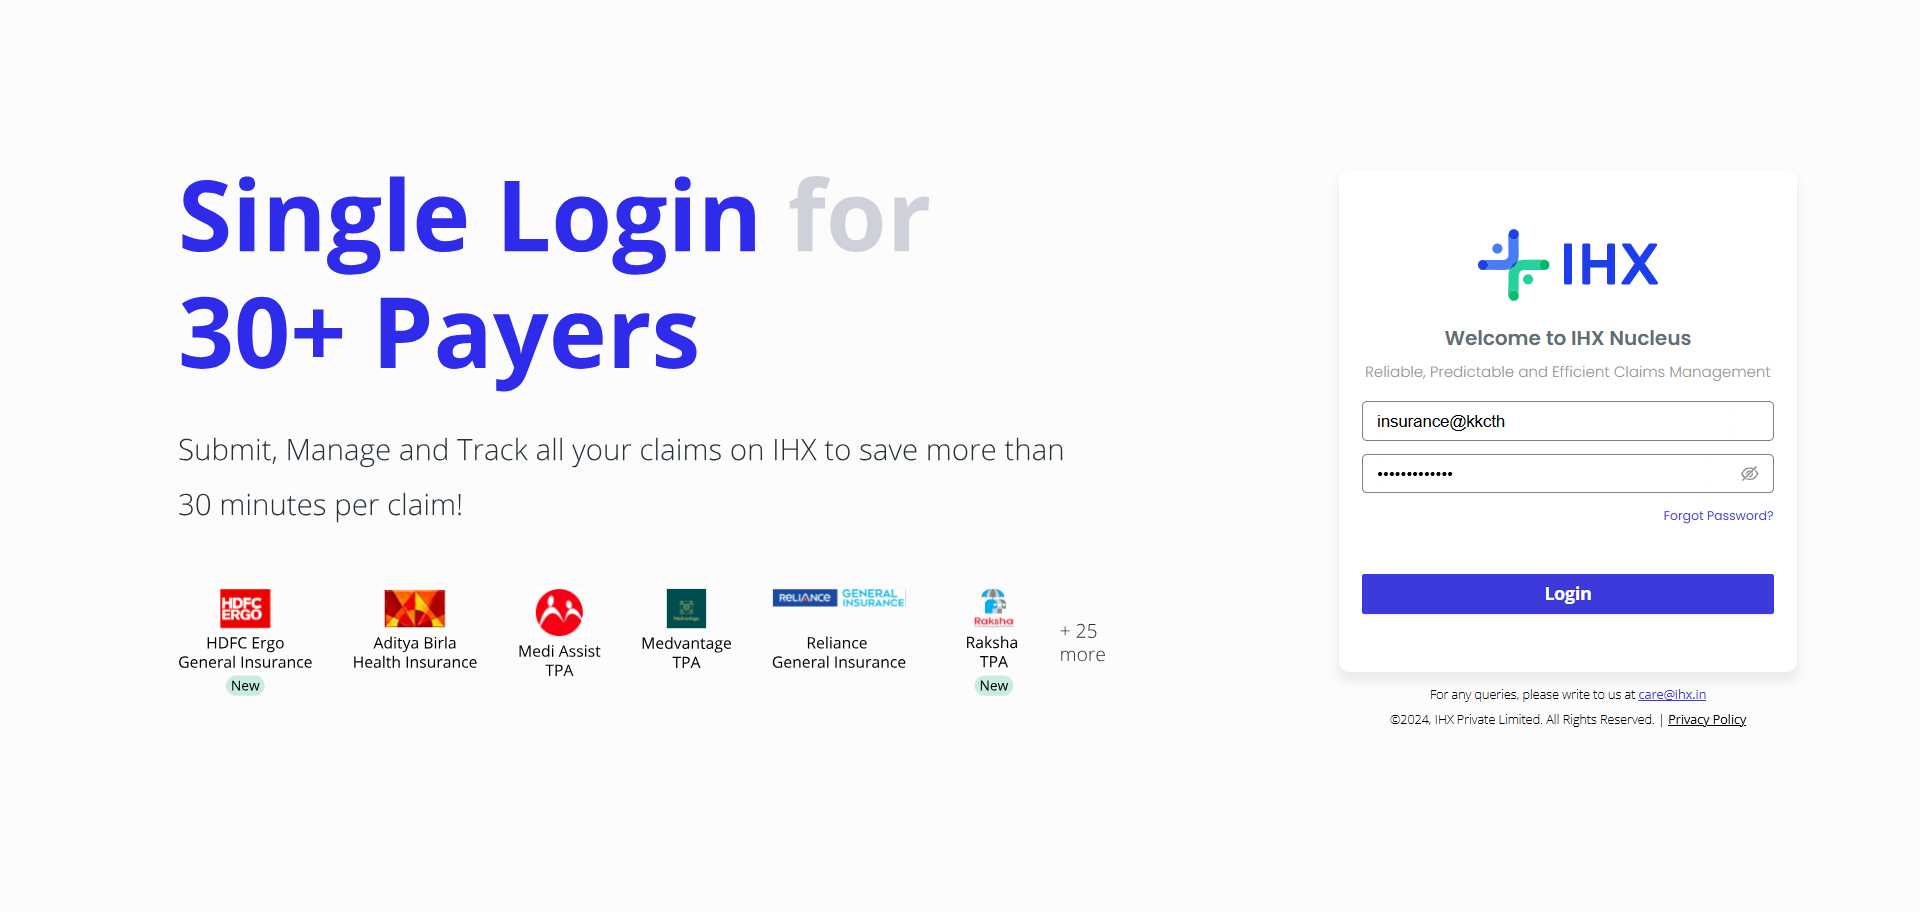 Single Login for
30+ Payers
Submit, Manage and Track all your claims on IHX to save more than
30 minutes per claim!
HDFC
ERGO
HDFC Ergo
General Insurance
New
Aditya Birla
Health Insurance
Medi Assist
TPA
Medvantage
Medvantage
TPA
RELIANCE GENERAL
INSURANCE
Reliance
General Insurance
Raksha
Raksha
TPA
New
+ 25
more
IHX
Welcome to IHX Nucleus
Reliable, Predictable and Efficient Claims Management
insurance@kkcth
•••••••••••••
Forgot Password?
Login
For any queries, please write to us at care@ihx.in
©2024, IHX Private Limited. All Rights Reserved. | Privacy Policy